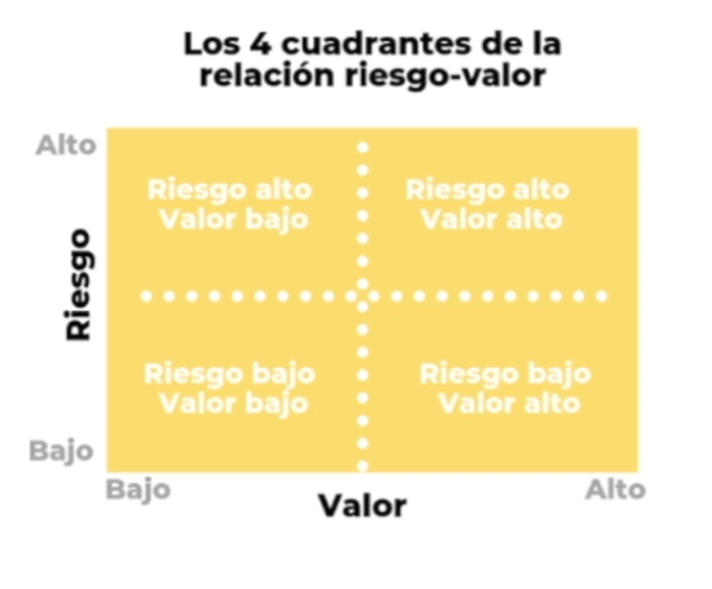 Los 4 cuadrantes de la
relación riesgo-valor
Alto
Riesgo alto
Valor bajo
Riesgo alto
Valor alto
Riesgo
Riesgo bajo
Valor bajo
Riesgo bajo
Valor alto
Bajo
Bajo
Valor
Alto